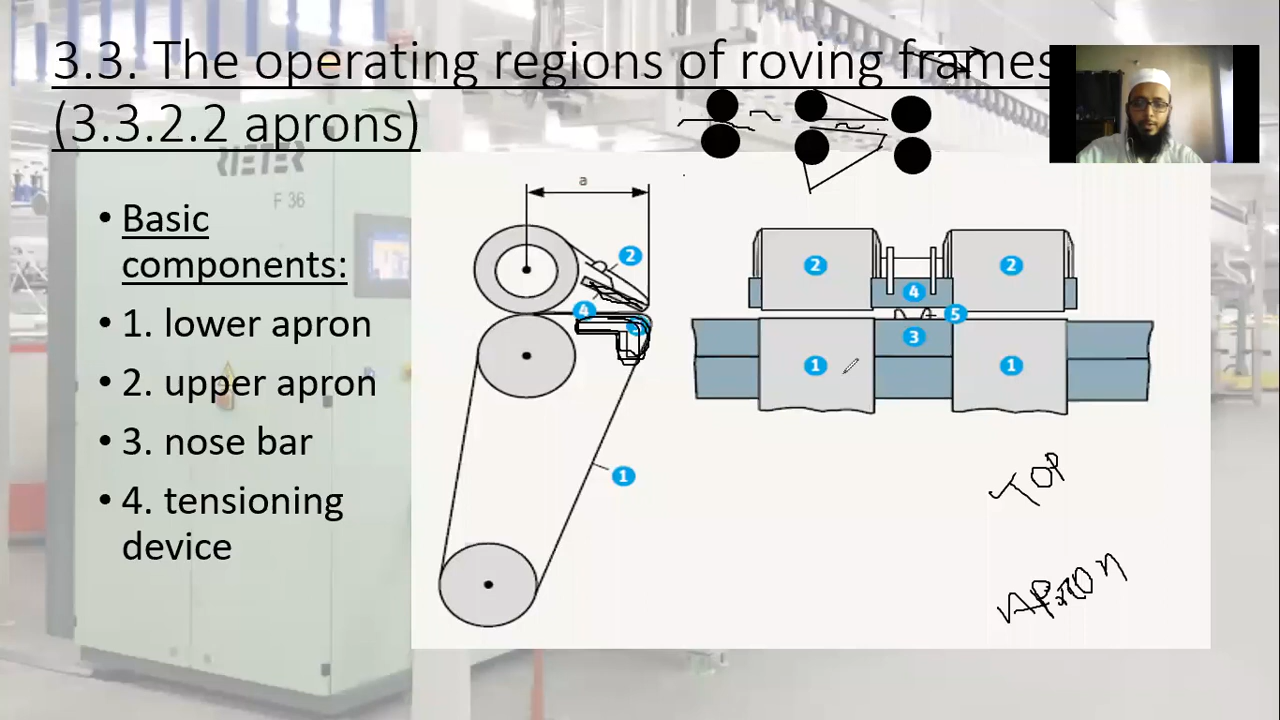 3.3. The operating regions of roving frames
(3.3.2.2 aprons)
RIETER
F 36
• Basic
components:
• 1. lower apron
• 2. upper apron
• 3. nose bar
• 4. tensioning
device
a
2
4
1
2
2
4
5
3
1
1
TOP
APRON